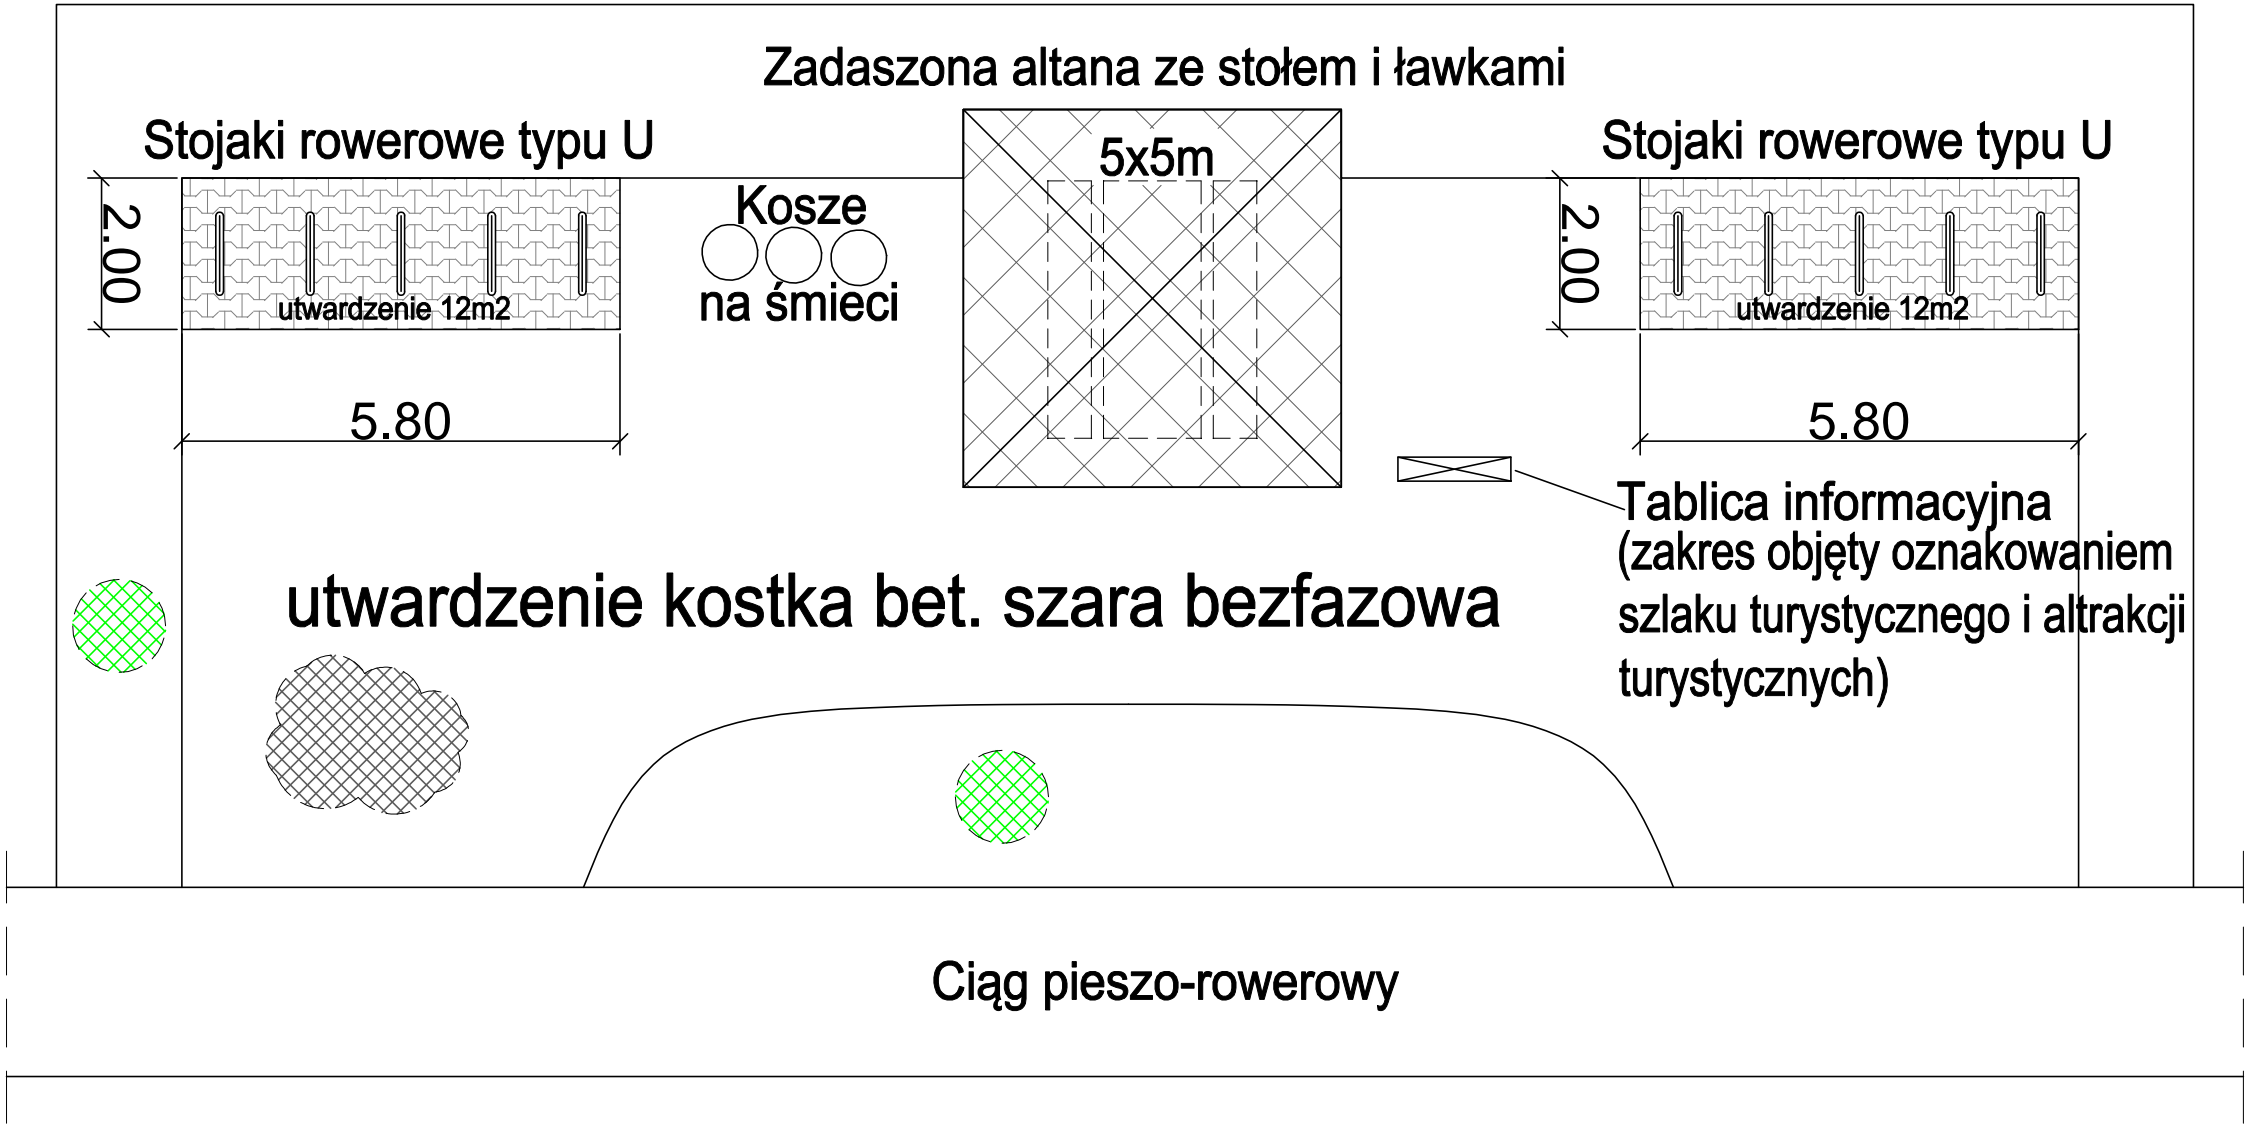 Zadaszona altana ze stołem i ławkami
Stojaki rowerowe typu U
5x5m
Stojaki rowerowe typu U
2.00
Kosze
na śmieci
2.00
utwardzenie 12m2
utwardzenie 12m2
5.80
5.80
Tablica informacyjna
(zakres objęty oznakowaniem
szlaku turystycznego i altrakcji
turystycznych)
utwardzenie kostka bet. szara bezfazowa
Ciąg pieszo-rowerowy